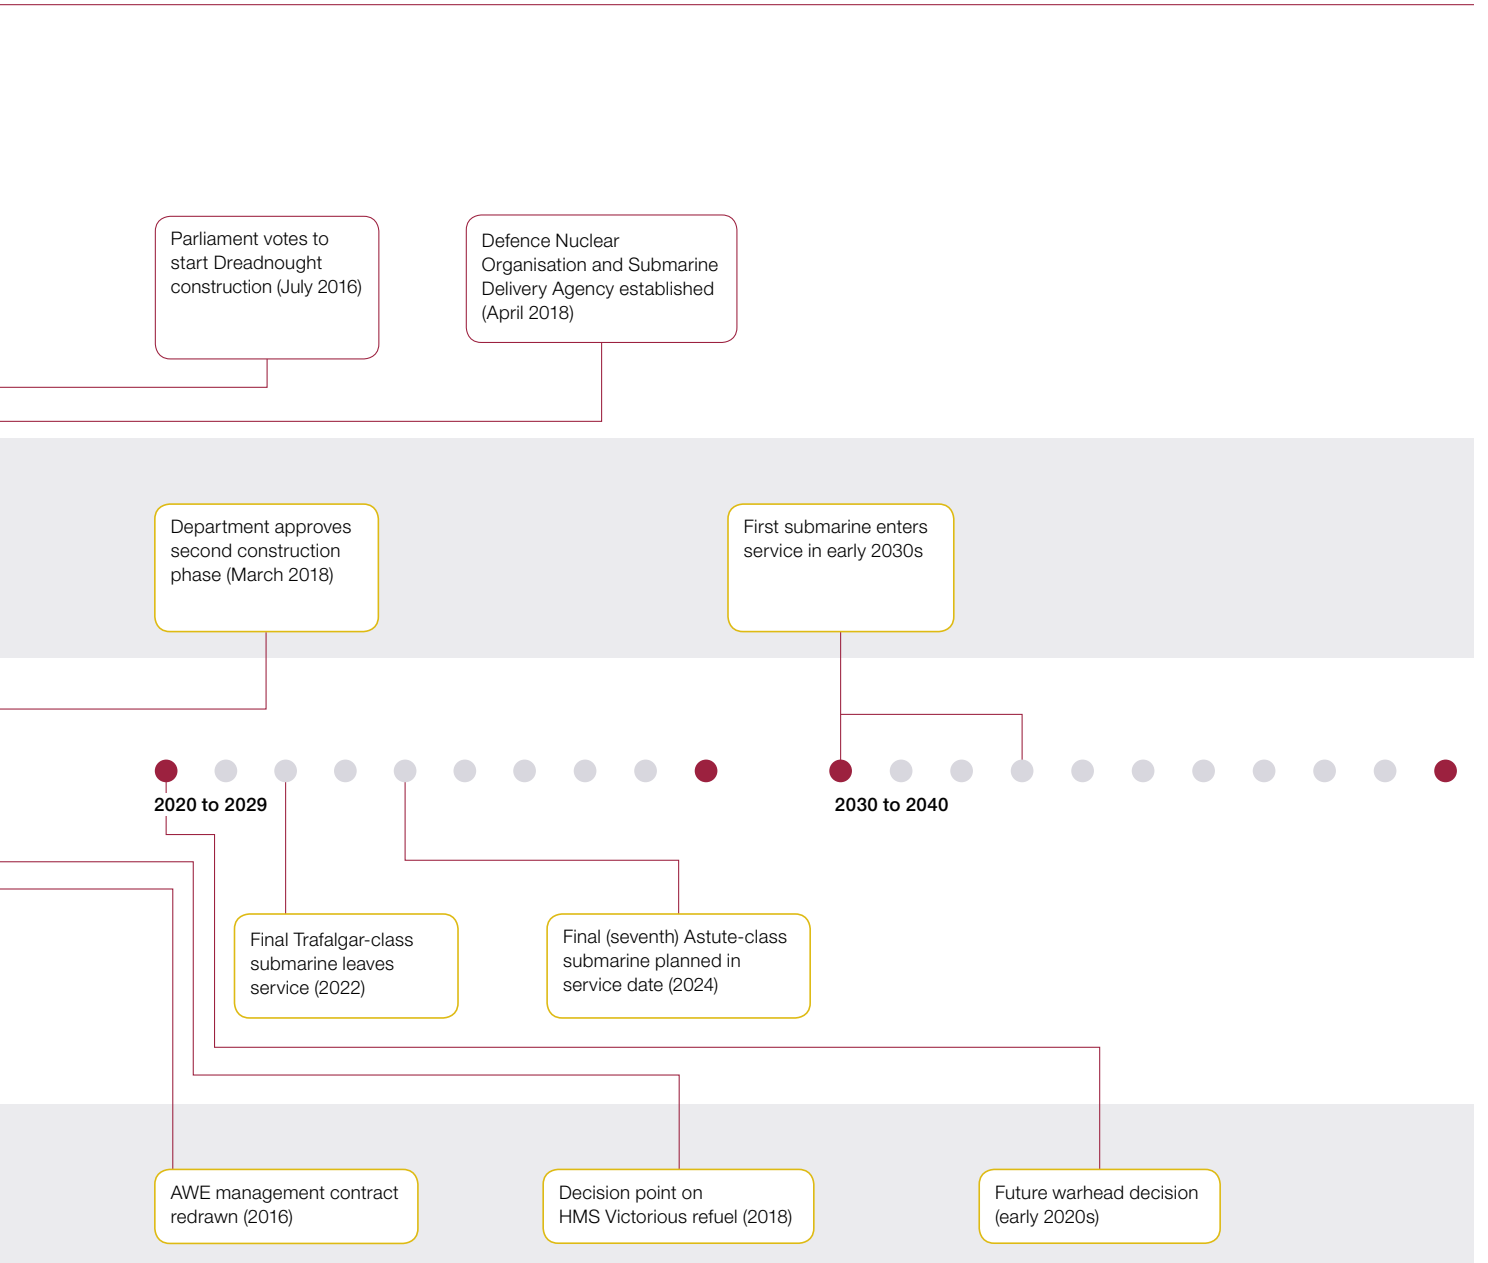 Parliament votes to
start Dreadnought
construction (July 2016)
Defence Nuclear
Organisation and Submarine
Delivery Agency established
(April 2018)
Department approves
second construction
phase (March 2018)
First submarine enters
service in early 2030s
2020 to 2029
2030 to 2040
Final Trafalgar-class
submarine leaves
service (2022)
Final (seventh) Astute-class
submarine planned in
service date (2024)
AWE management contract
redrawn (2016)
Decision point on
HMS Victorious refuel (2018)
Future warhead decision
(early 2020s)